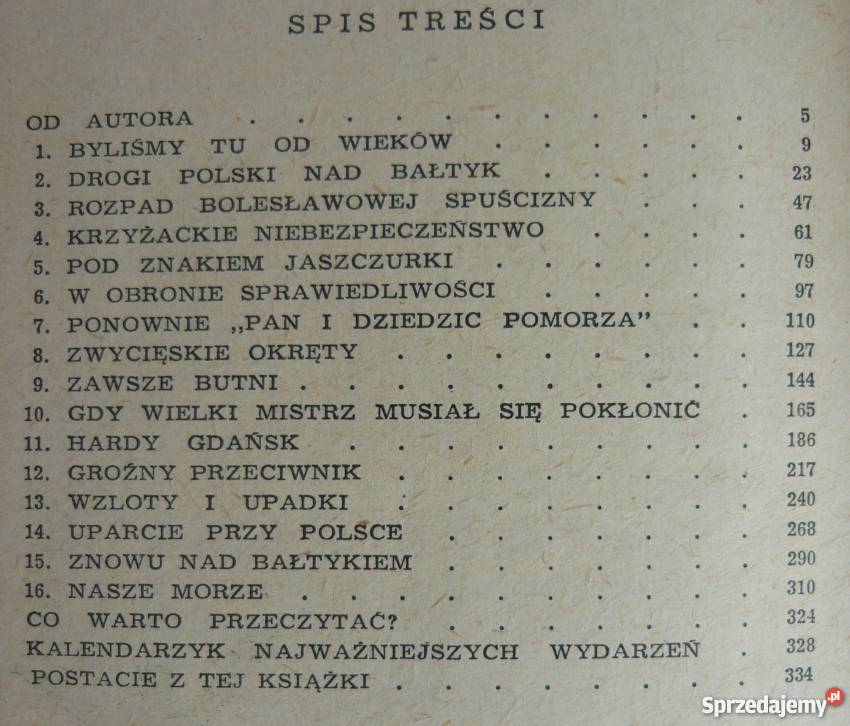 SPIS TREŚCI
OD AUTORA . . . . . . . . . . . 5
1. BYLIŚMY TU OD WIEKÓW . . . . . . 9
2. DROGI POLSKI NAD BAŁTYK . . . . . 23
3. ROZPAD BOLESŁAWOWEJ SPUŚCIZNY . . . 47
4. KRZYŻACKIE NIEBEZPIECZEŃSTWO . . . . 61
5. POD ZNAKIEM JASZCZURKI . . . . . . 79
6. W OBRONIE SPRAWIEDLIWOŚCI . . . . . 97
7. PONOWNIE ,,PAN I DZIEDZIC POMORZA” . . 110
8. ZWYCIĘSKIE OKRĘTY . . . . . . . . 127
9. ZAWSZE BUTNI . . . . . . . . . . 144
10. GDY WIELKI MISTRZ MUSIAŁ SIĘ POKŁONIĆ . 165
11. HARDY GDAŃSK . . . . . . . . . 186
12. GROŹNY PRZECIWNIK . . . . . . . . 217
13. WZLOTY I UPADKI . . . . . . . . 240
14. UPARCIE PRZY POLSCE . . . . . . . 268
15. ZNOWU NAD BAŁTYKIEM . . . . . . . 290
16. NASZE MORZE . . . . . . . . . . 310
CO WARTO PRZECZYTAĆ? . . . . . . . 324
KALENDARZYK NAJWAŻNIEJSZYCH WYDARZEŃ . 328
POSTACIE Z TEJ KSIĄŻKI . . . . . . . . 334
Sprzedajemy.pl